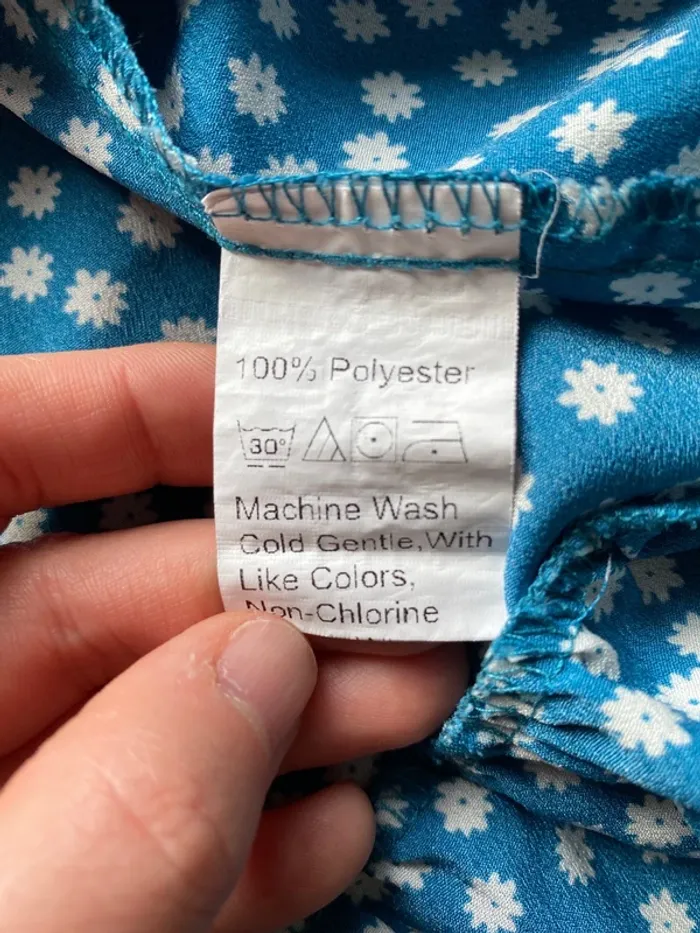 100% Polyester
30°
Machine Wash
Cold Gentle,With
Like Colors,
Non-Chlorine